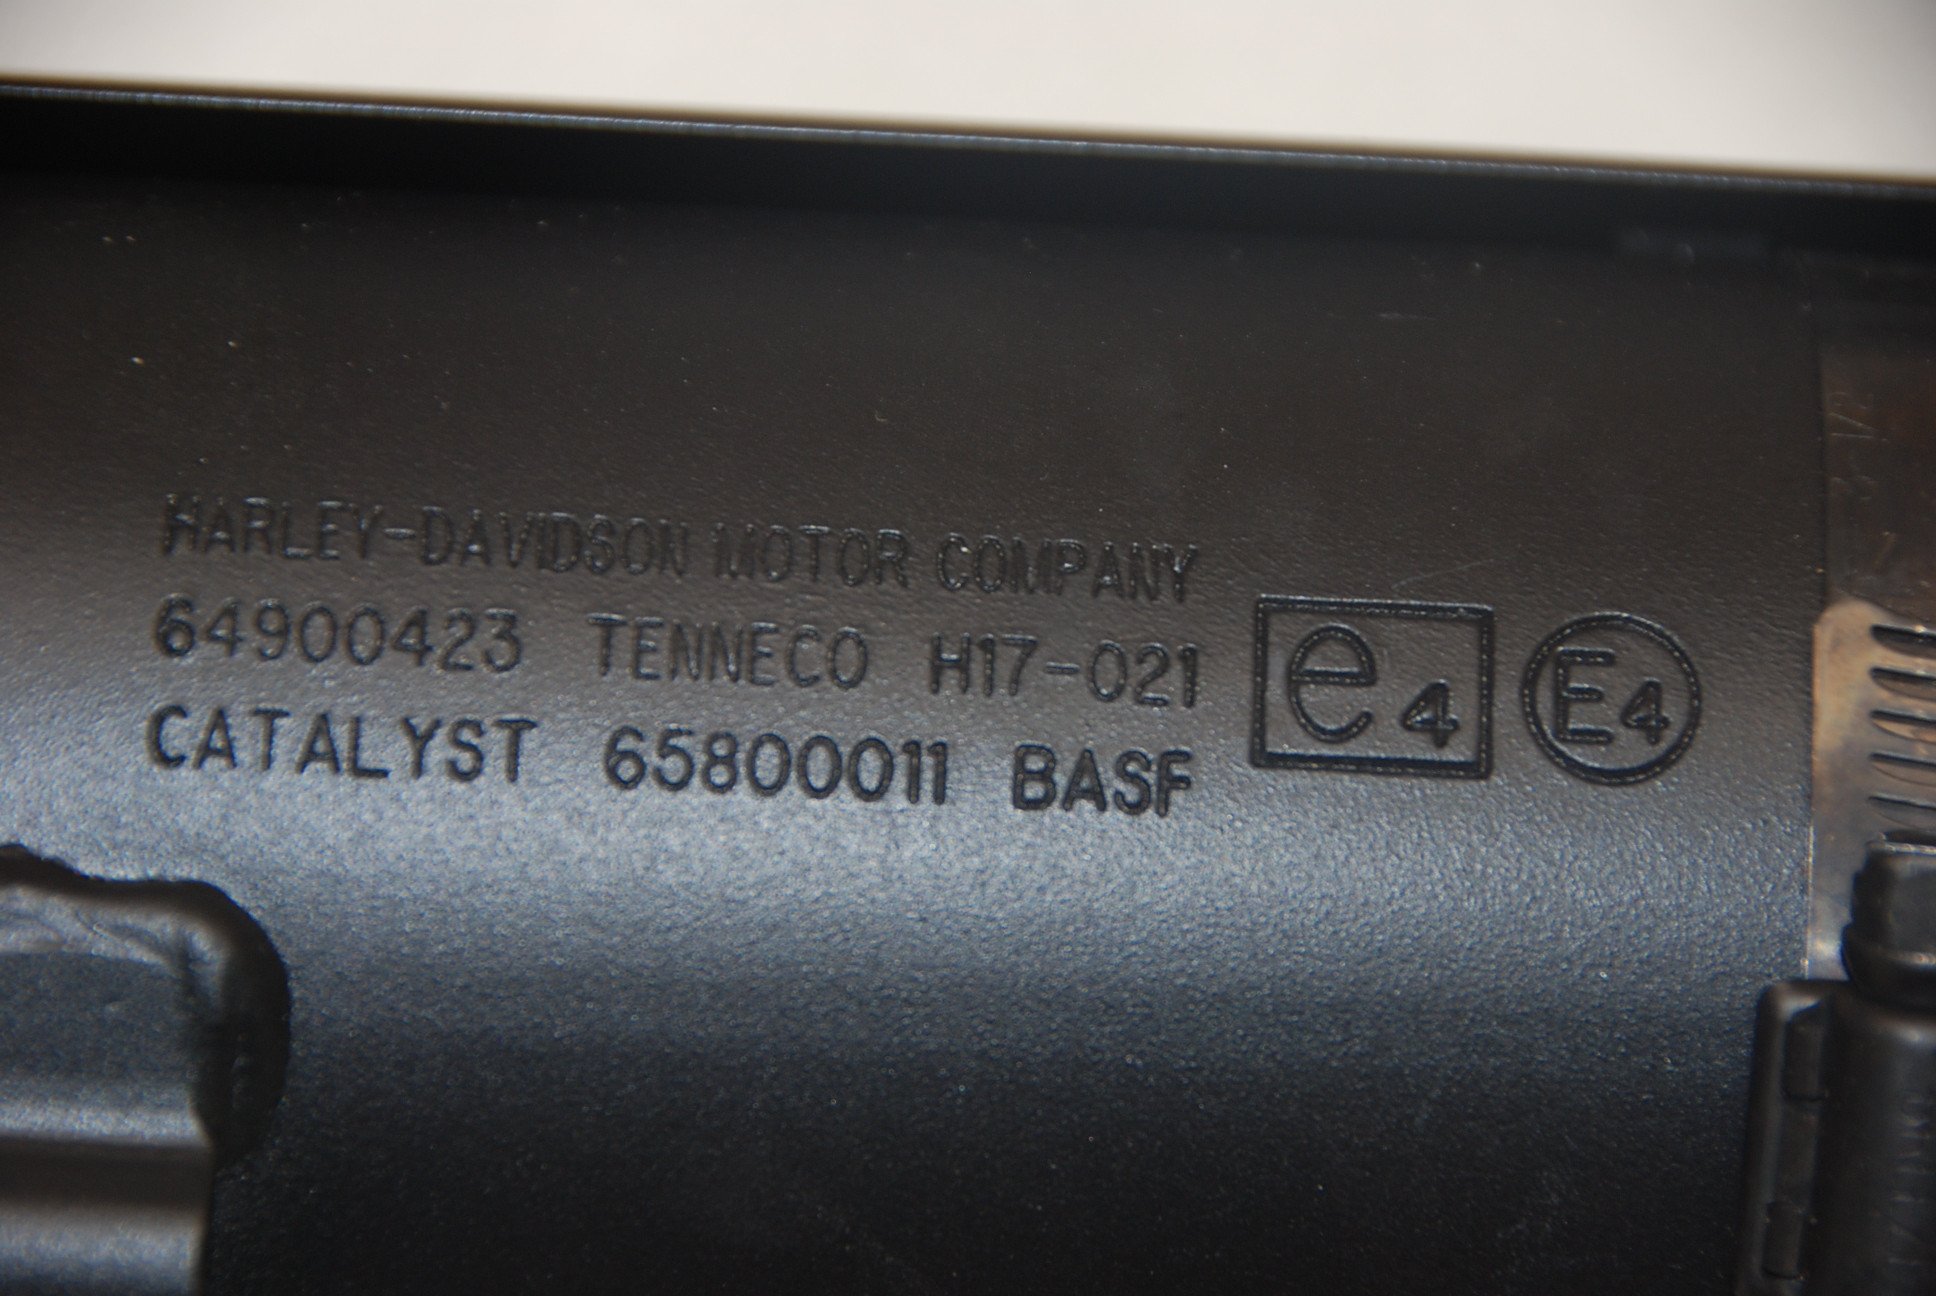 HARLEY-DAVIDSON MOTOR COMPANY
64900423 TENNECO H17-021
CATALYST 65800011 BASF
e4 E4